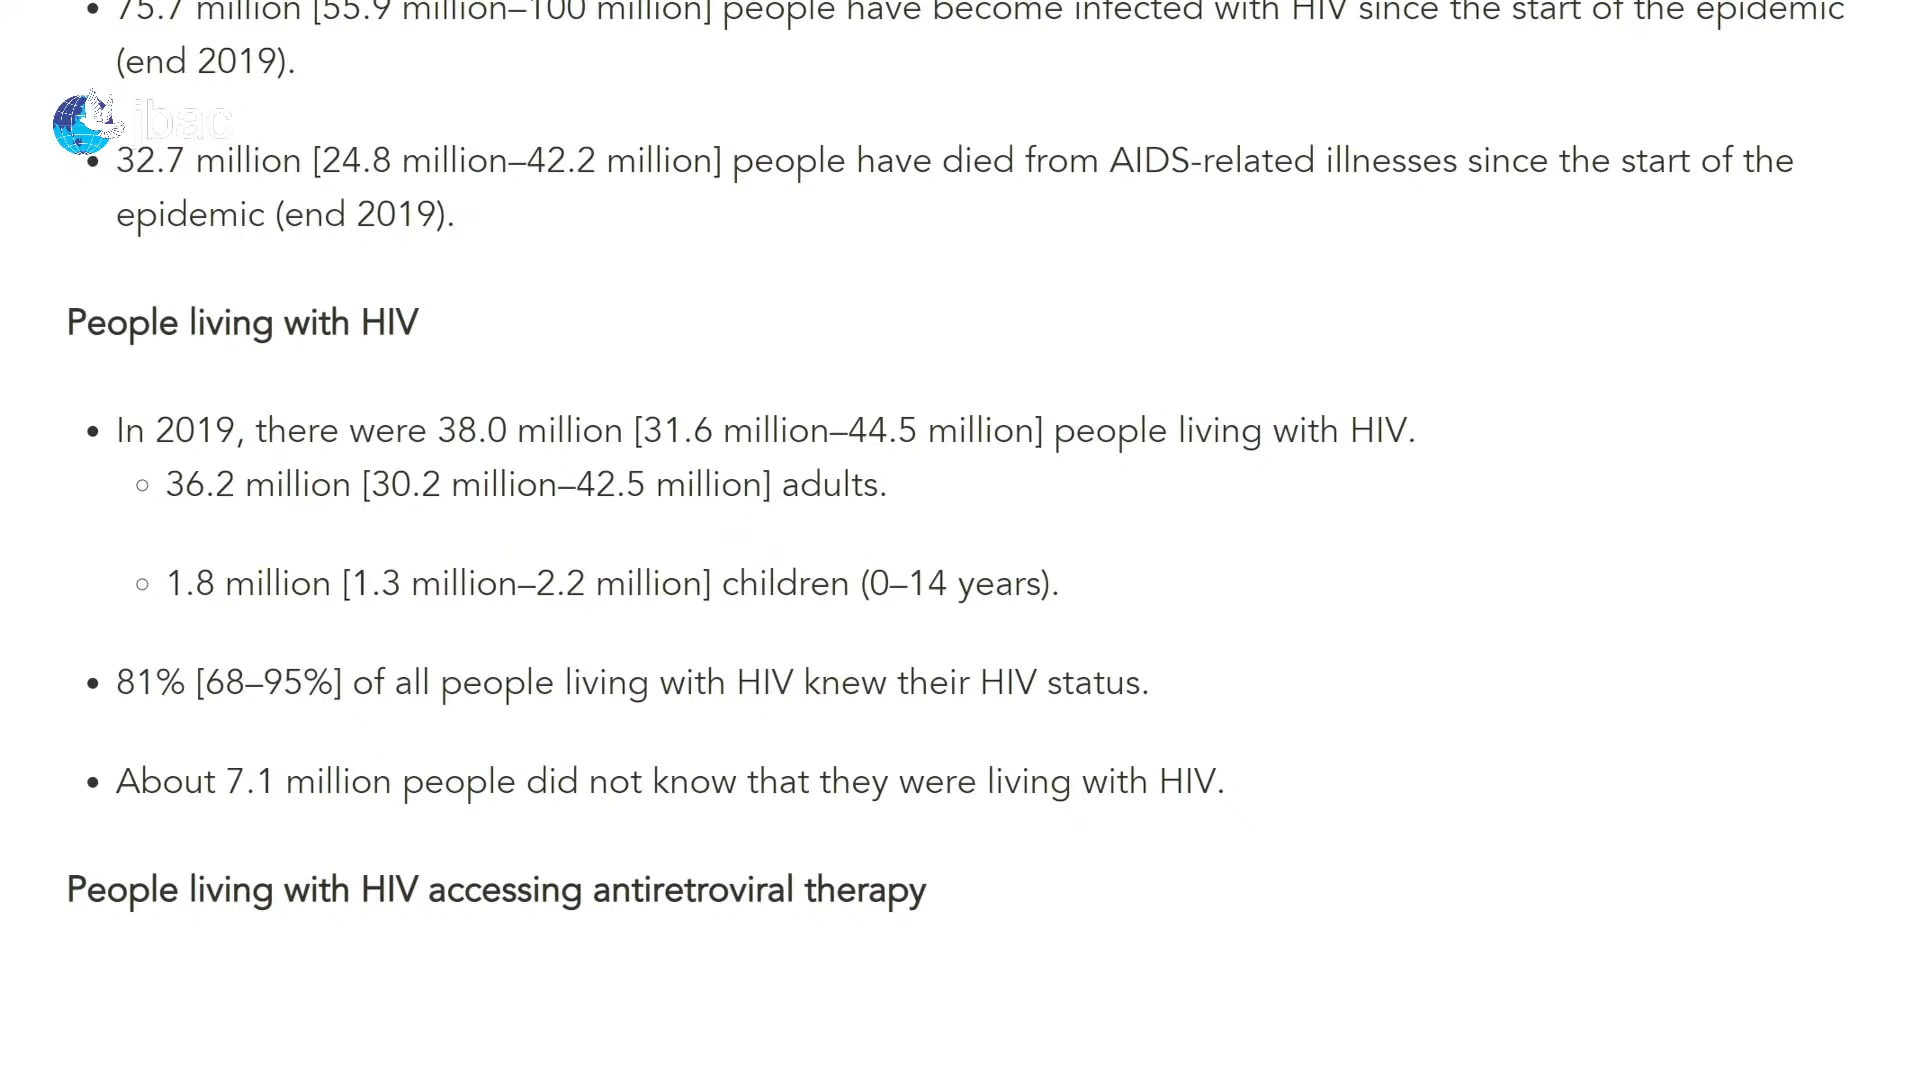 • 75.7 million [55.9 million–100 million] people have become infected with HIV since the start of the epidemic
(end 2019).
jbac
• 32.7 million [24.8 million–42.2 million] people have died from AIDS-related illnesses since the start of the
epidemic (end 2019).
People living with HIV
• In 2019, there were 38.0 million [31.6 million–44.5 million] people living with HIV.
○ 36.2 million [30.2 million–42.5 million] adults.
○ 1.8 million [1.3 million–2.2 million] children (0–14 years).
• 81% [68–95%] of all people living with HIV knew their HIV status.
• About 7.1 million people did not know that they were living with HIV.
People living with HIV accessing antiretroviral therapy